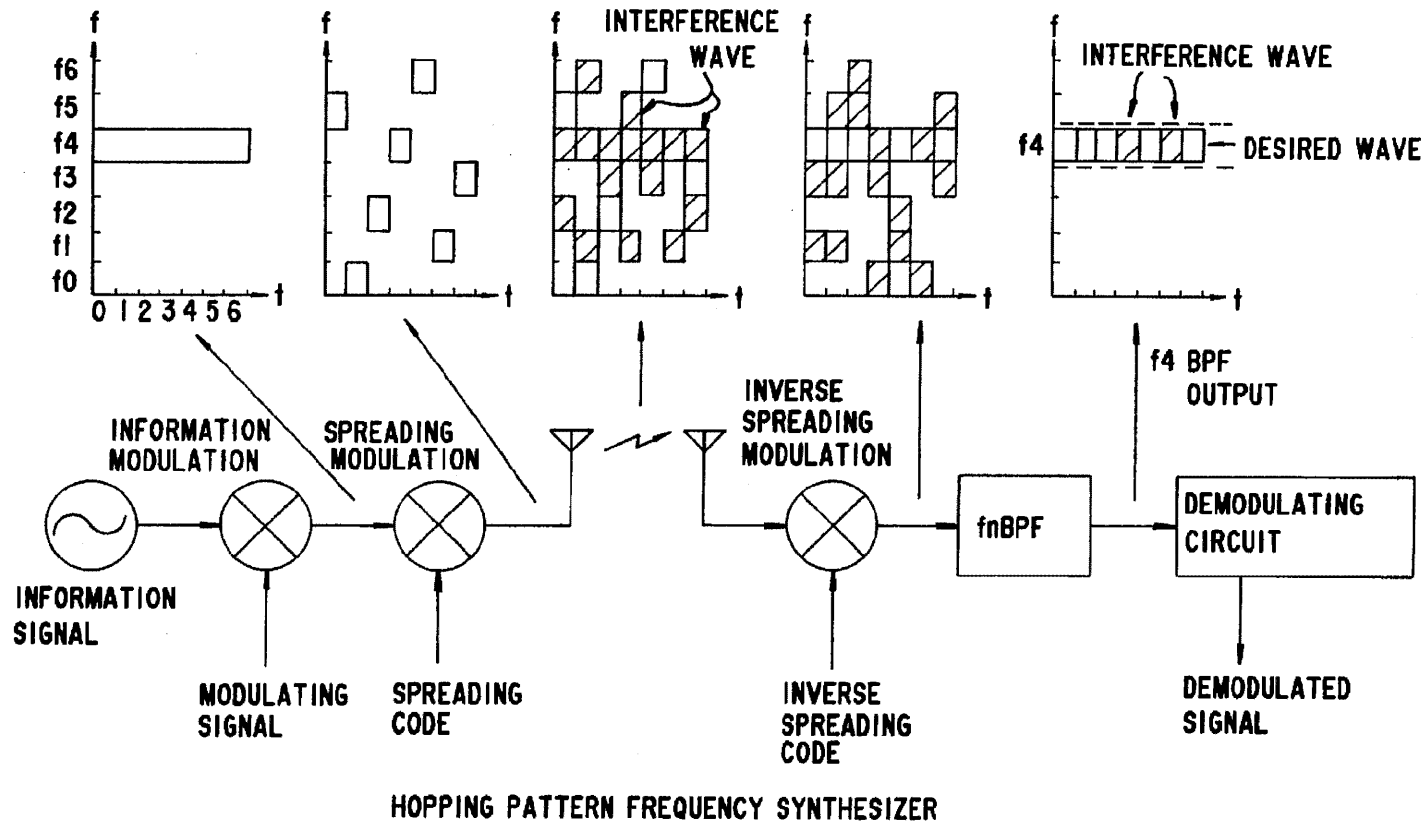 f
f6
f5
f4
f3
f2
f1
f0
0 1 2 3 4 5 6
t
f
t
f
INTERFERENCE
WAVE
t
f
t
f
INTERFERENCE WAVE
f4
DESIRED WAVE
t
f4 BPF
OUTPUT
INFORMATION
MODULATION
SPREADING
MODULATION
INVERSE
SPREADING
MODULATION
fnBPF
DEMODULATING
CIRCUIT
INFORMATION
SIGNAL
MODULATING
SIGNAL
SPREADING
CODE
INVERSE
SPREADING
CODE
DEMODULATED
SIGNAL
HOPPING PATTERN FREQUENCY SYNTHESIZER